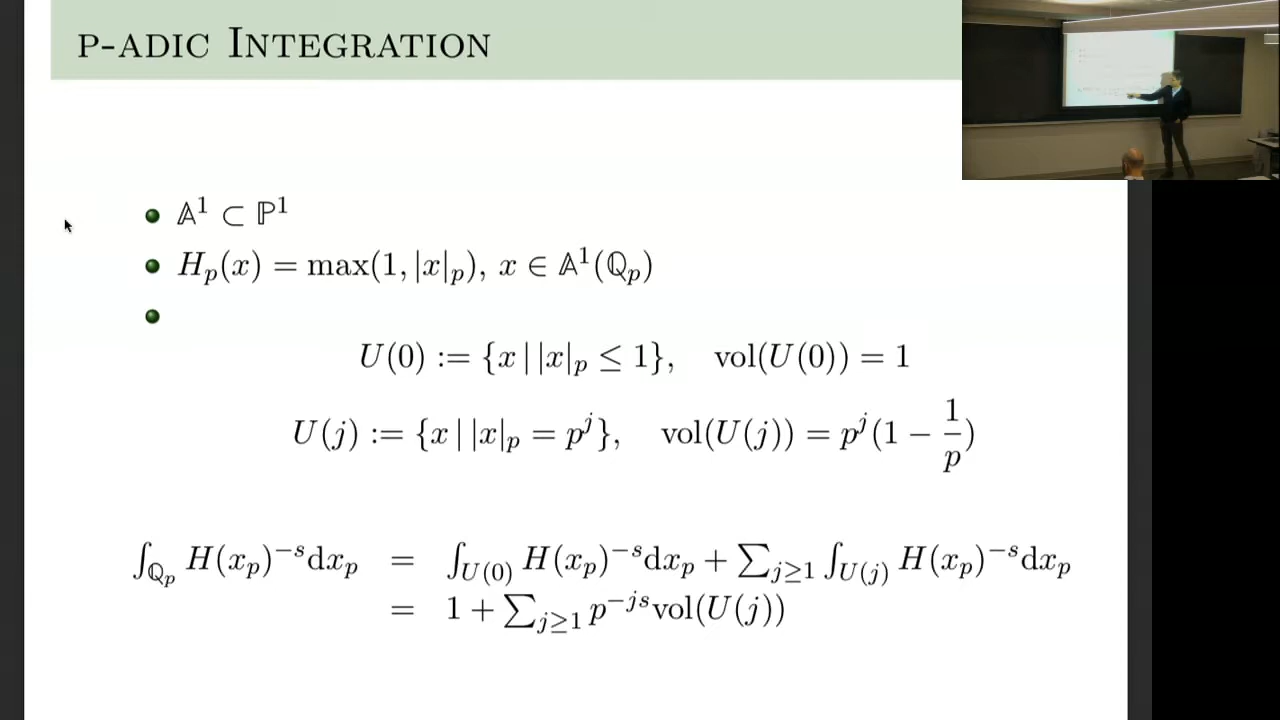 P-ADIC INTEGRATION
𝔸¹ ⊂ ℙ¹
H_p(x) = max(1, |x|_p), x ∈ 𝔸¹(ℚ_p)
U(0) := {x | |x|_p ≤ 1}, vol(U(0)) = 1
U(j) := {x | |x|_p = p^j}, vol(U(j)) = p^j(1 − 1/p)
∫_{ℚ_p} H(x_p)^{−s}dx_p = ∫_{U(0)} H(x_p)^{−s}dx_p + ∑_{j≥1} ∫_{U(j)} H(x_p)^{−s}dx_p
= 1 + ∑_{j≥1} p^{−js}vol(U(j))